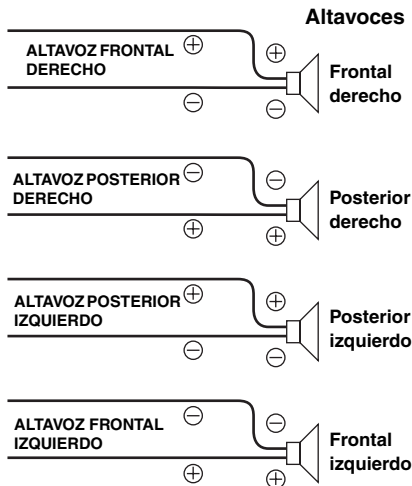 Altavoces
ALTAVOZ FRONTAL
DERECHO
⊕ ⊕
⊖ ⊖
Frontal
derecho
ALTAVOZ POSTERIOR
DERECHO
⊖ ⊖
⊕ ⊕
Posterior
derecho
ALTAVOZ POSTERIOR
IZQUIERDO
⊕ ⊕
⊖ ⊖
Posterior
izquierdo
ALTAVOZ FRONTAL
IZQUIERDO
⊖ ⊖
⊕ ⊕
Frontal
izquierdo